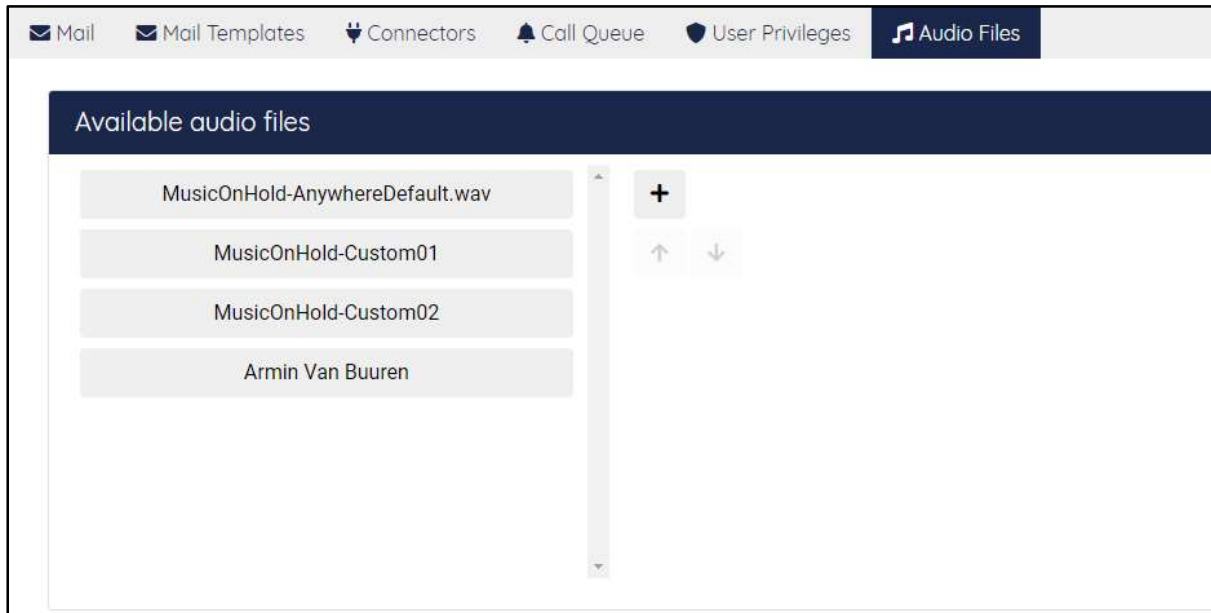 Mail Mail Templates Connectors Call Queue User Privileges Audio Files
Available audio files
MusicOnHold-AnywhereDefault.wav
MusicOnHold-Custom01
MusicOnHold-Custom02
Armin Van Buuren